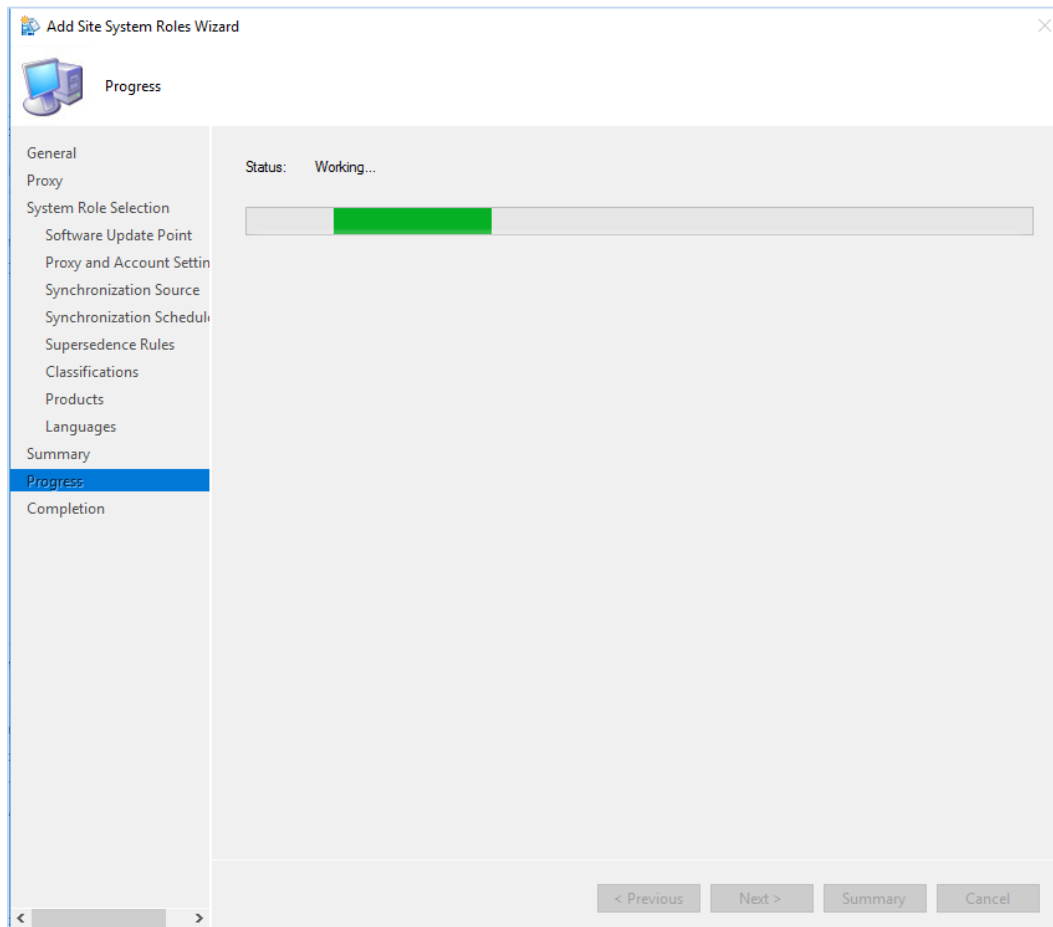 Add Site System Roles Wizard
Progress
General
Proxy
System Role Selection
Software Update Point
Proxy and Account Settin
Synchronization Source
Synchronization Schedul
Supersedence Rules
Classifications
Products
Languages
Summary
Progress
Completion
Status: Working...
< Previous
Next >
Summary
Cancel